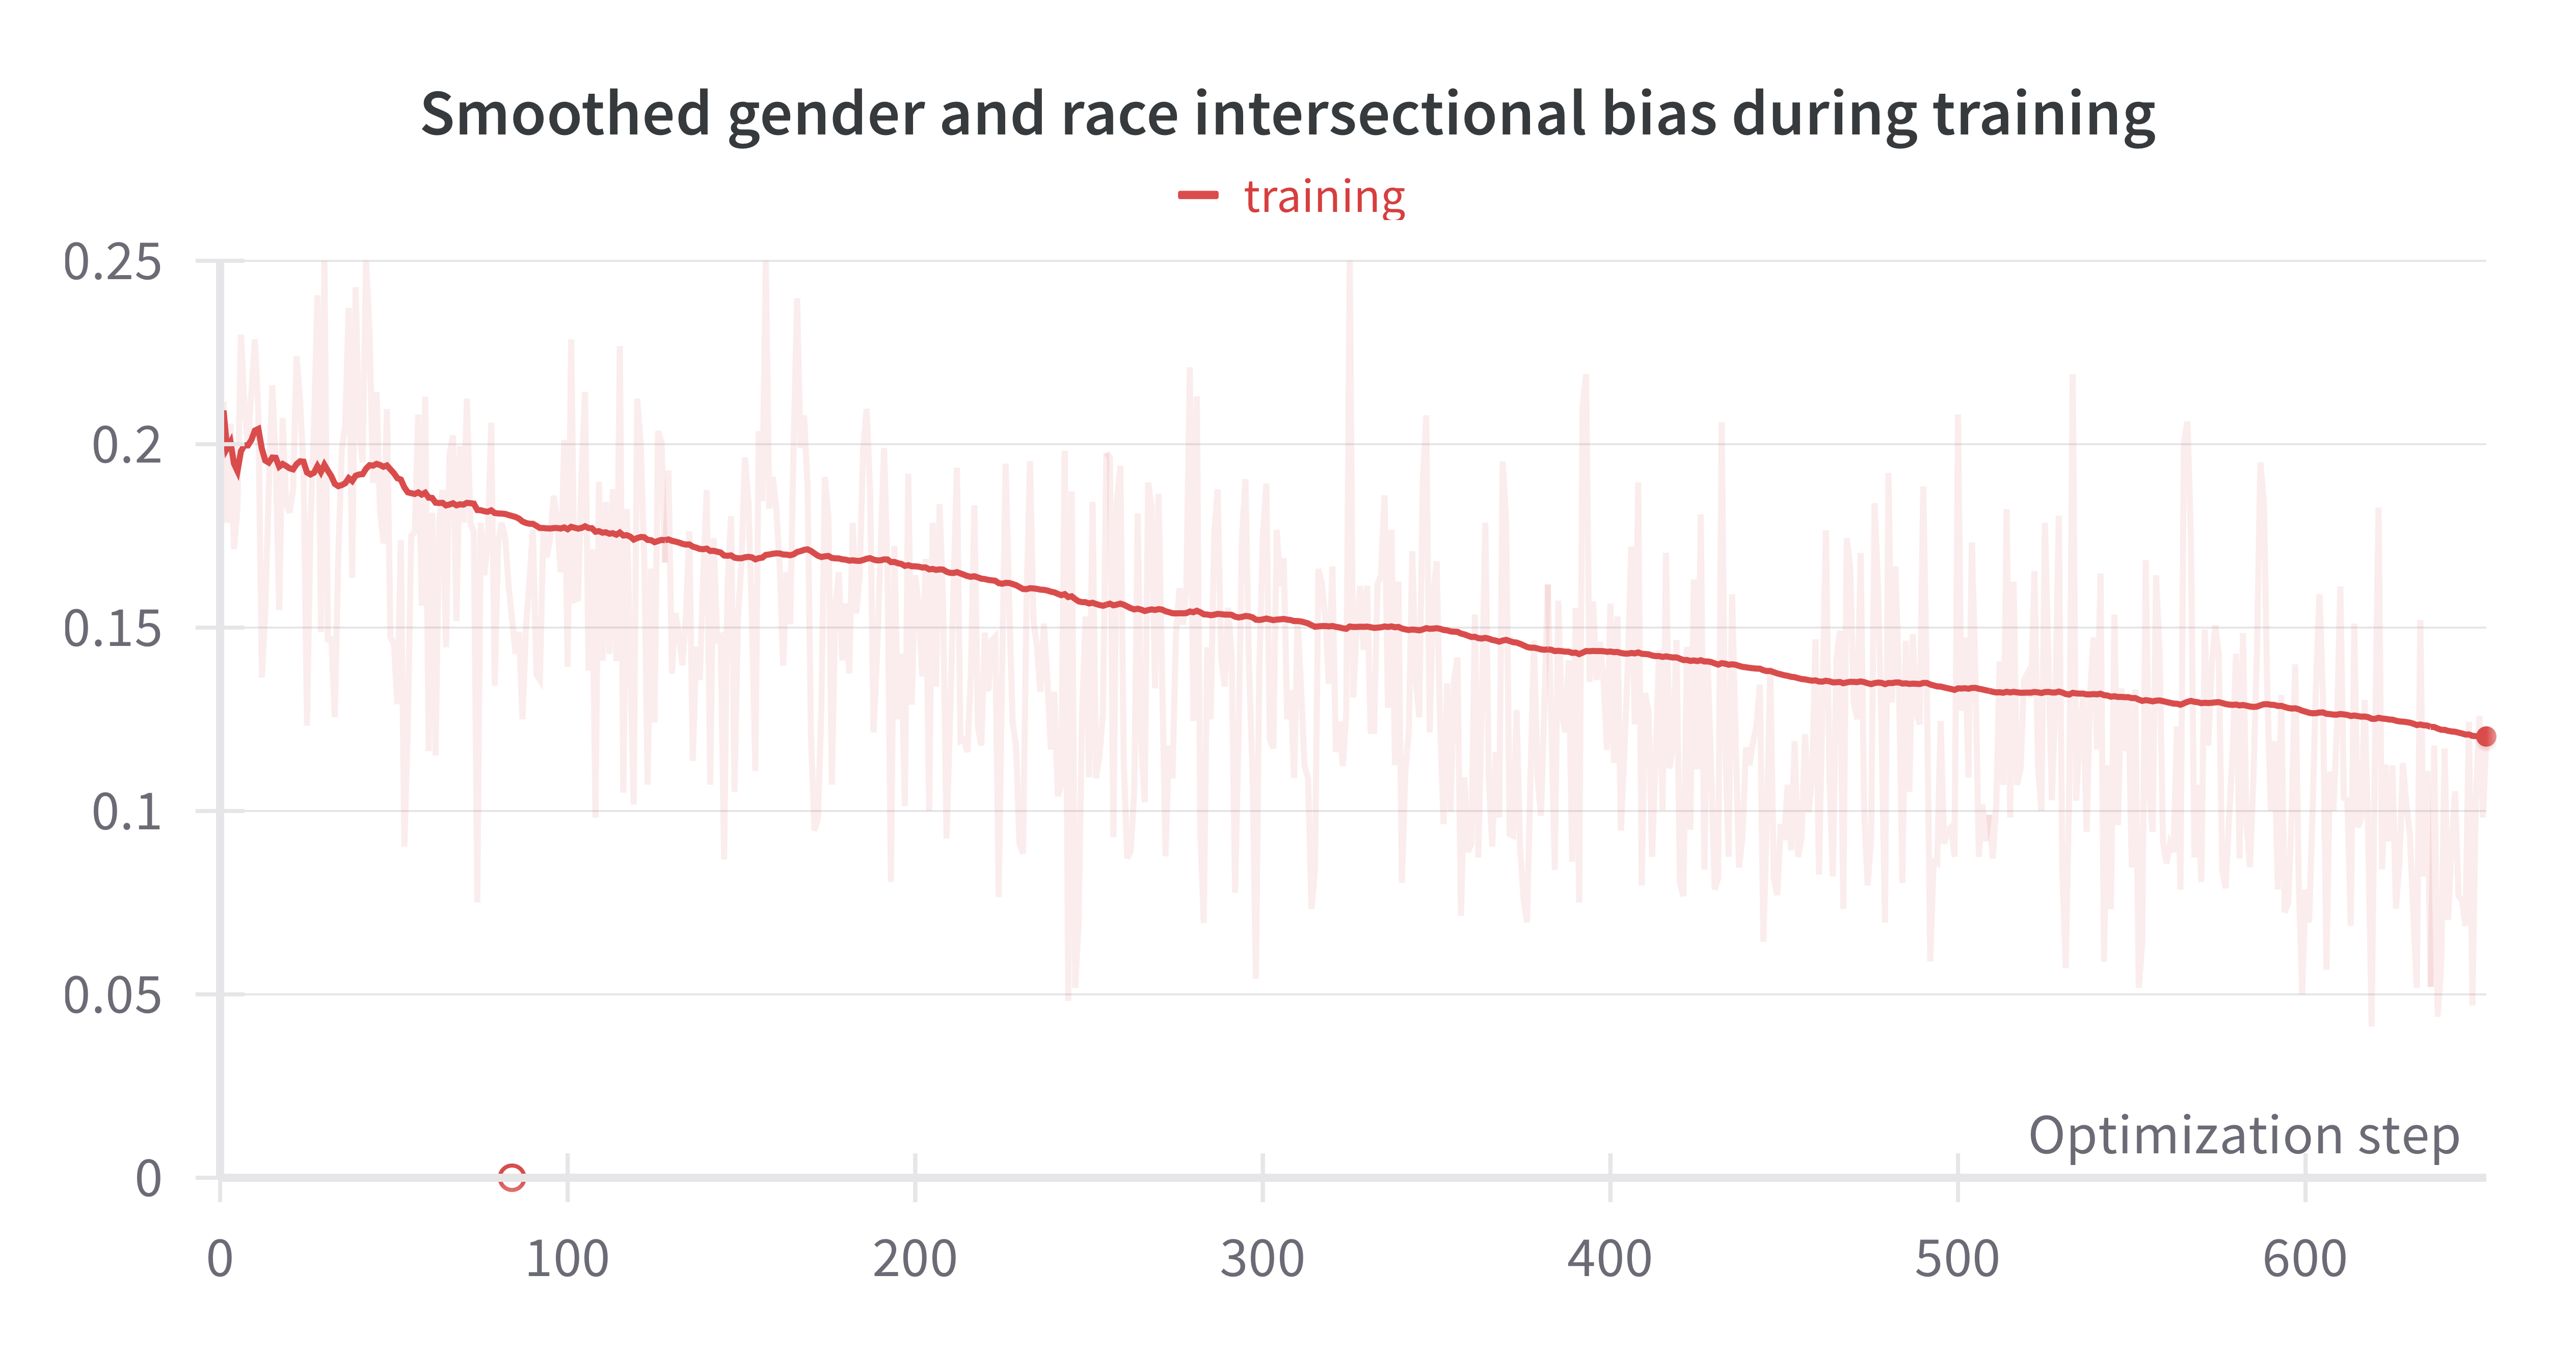 Smoothed gender and race intersectional bias during training
training
0.25
0.2
0.15
0.1
0.05
0
Optimization step
0 100 200 300 400 500 600